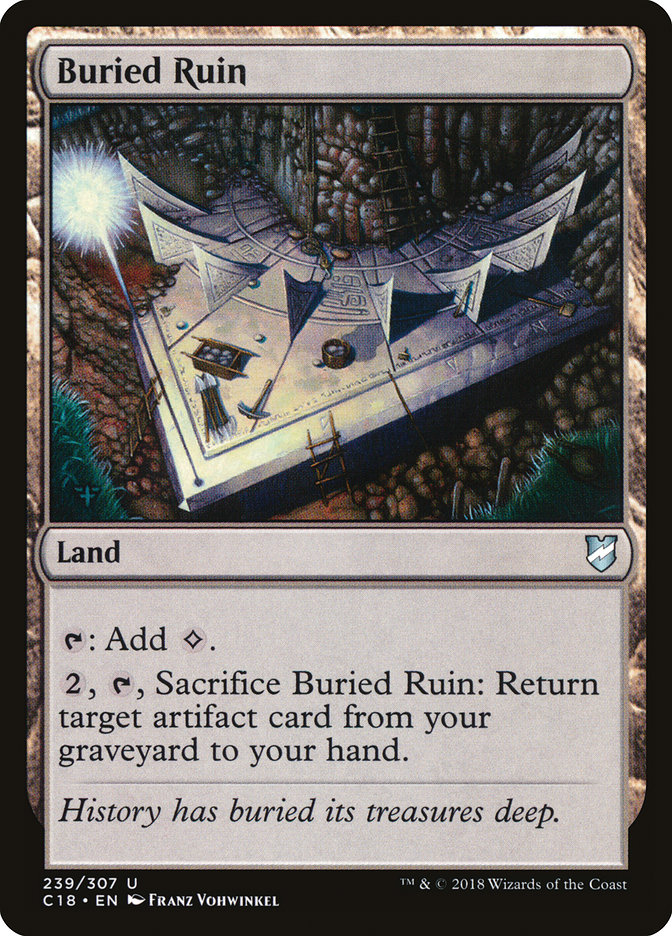 Buried Ruin
Land
: Add .
2, , Sacrifice Buried Ruin: Return
target artifact card from your
graveyard to your hand.
History has buried its treasures deep.
239/307 U
C18 • EN Franz Vohwinkel
™ & © 2018 Wizards of the Coast